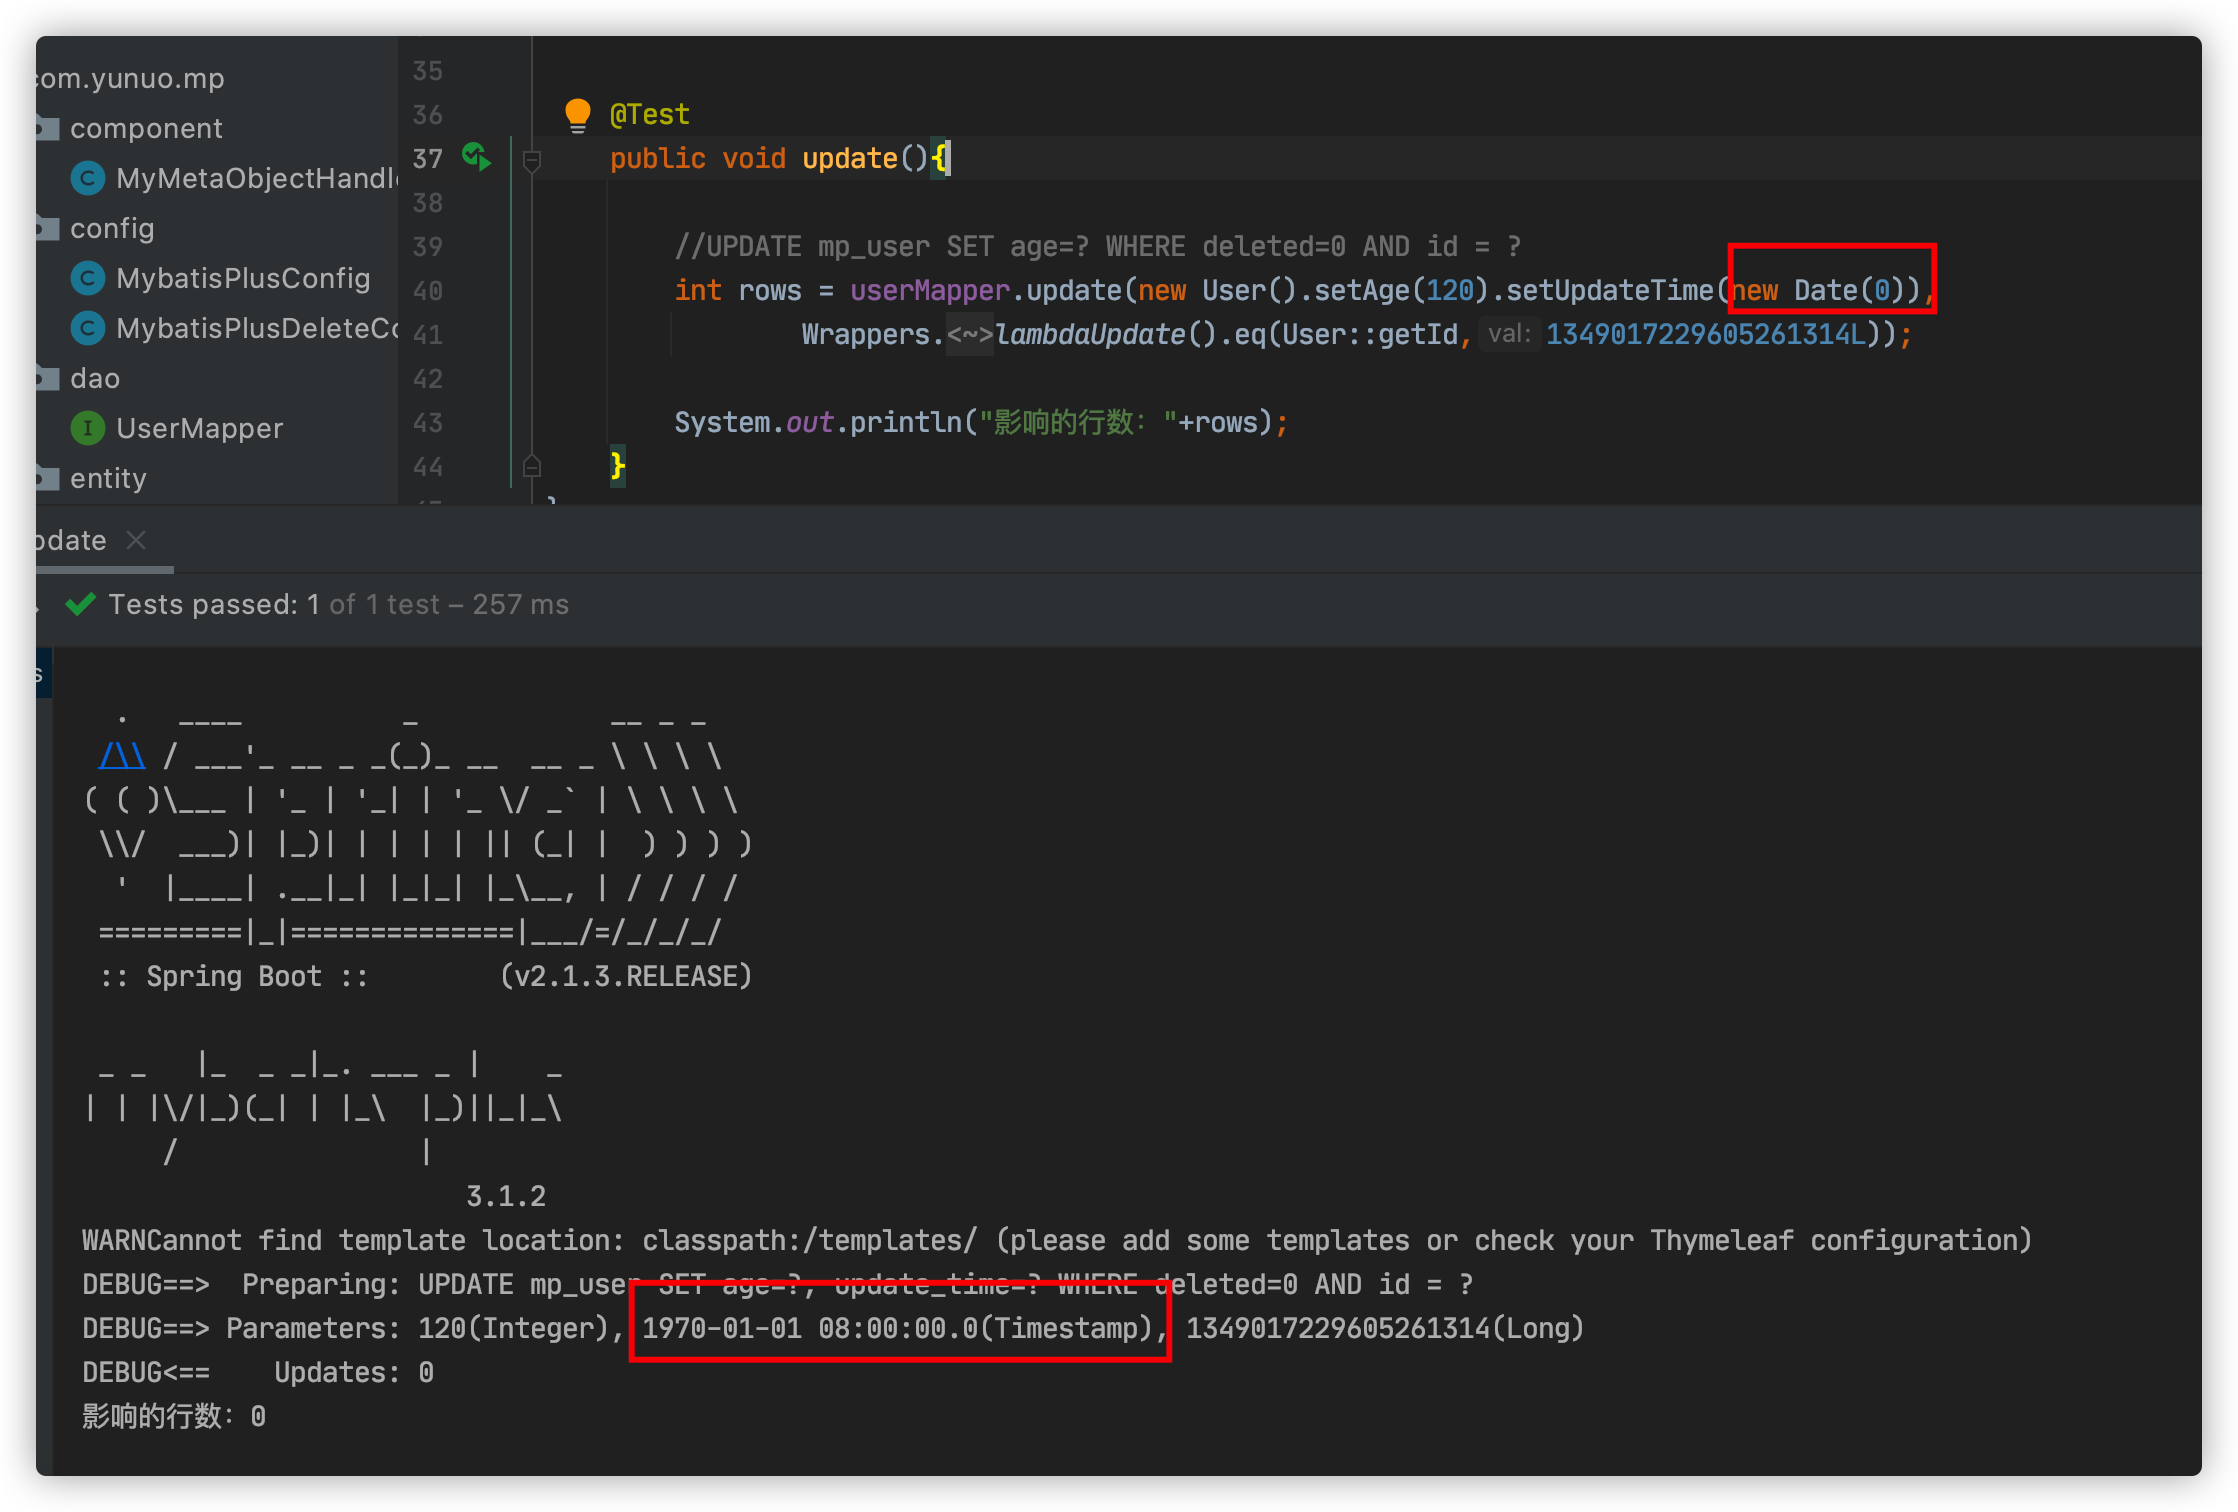 com.yunuo.mp
component
MyMetaObjectHandle
config
MybatisPlusConfig
MybatisPlusDeleteCo
dao
UserMapper
entity
35
36 @Test
37 public void update(){
38
39 //UPDATE mp_user SET age=? WHERE deleted=0 AND id = ?
40 int rows = userMapper.update(new User().setAge(120).setUpdateTime(new Date(0)),
41 Wrappers.<~>lambdaUpdate().eq(User::getId, val: 1349017229605261314L));
42
43 System.out.println("影响的行数："+rows);
44 }
pdate ×
Tests passed: 1 of 1 test – 257 ms
s
  .   ____          _            __ _ _
 /\\ / ___'_ __ _ _(_)_ __  __ _ \ \ \ \
( ( )\___ | '_ | '_| | '_ \/ _` | \ \ \ \
 \\/  ___)| |_)| | | | | || (_| |  ) ) ) )
  '  |____| .__|_| |_|_| |_\__, | / / / /
 =========|_|==============|___/=/_/_/_/
 :: Spring Boot ::        (v2.1.3.RELEASE)
 _ _   |_  _ _|_. ___ _ |    _
| | |\/|_)(_| | |_\  |_)||_|_\
     /               |
3.1.2
WARNCannot find template location: classpath:/templates/ (please add some templates or check your Thymeleaf configuration)
DEBUG==>  Preparing: UPDATE mp_user SET age=?, update_time=? WHERE deleted=0 AND id = ?
DEBUG==> Parameters: 120(Integer), 1970-01-01 08:00:00.0(Timestamp), 1349017229605261314(Long)
DEBUG<==    Updates: 0
影响的行数：0